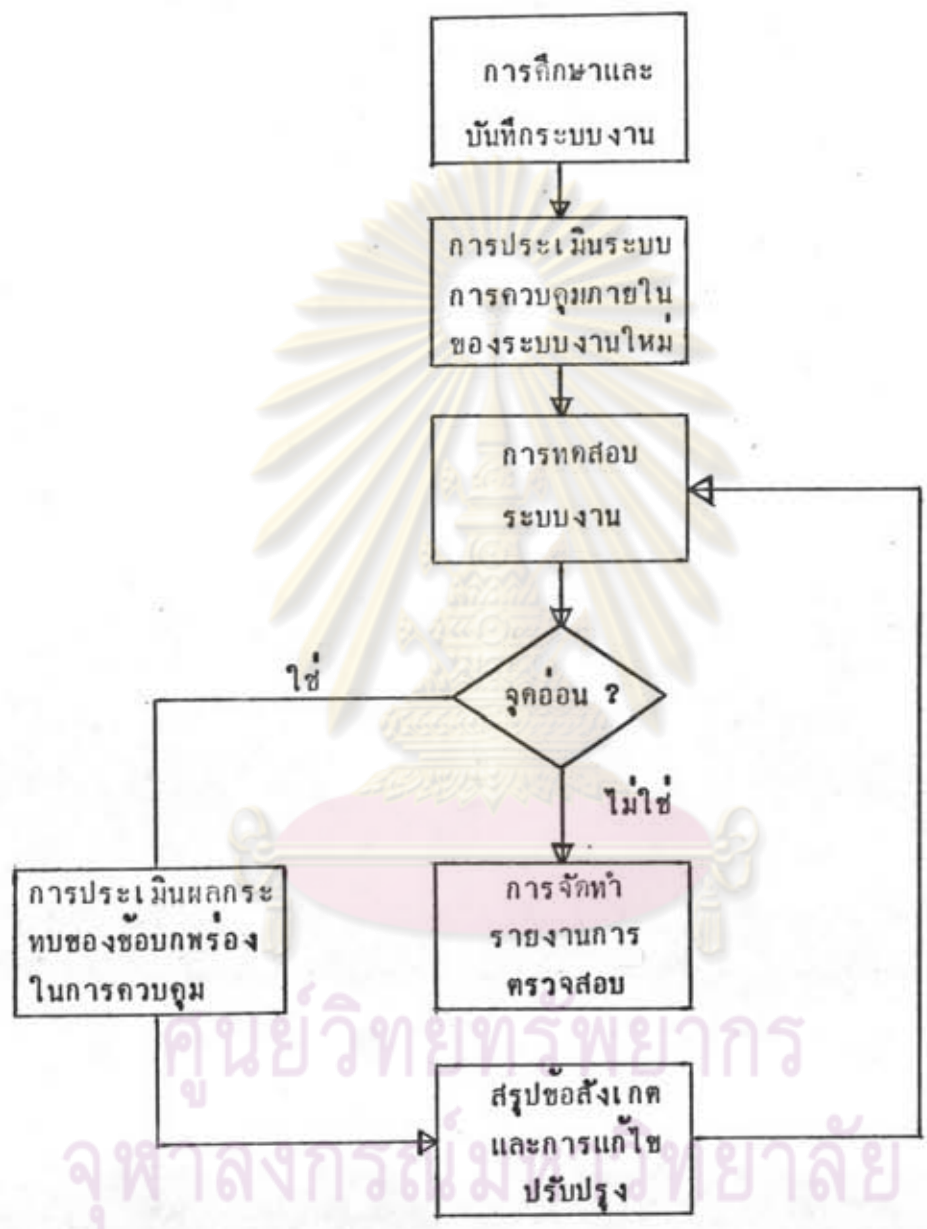 การศึกษาและ
บันทึกระบบงาน
การประเมินระบบ
การควบคุมภายใน
ของระบบงานใหม่
การทดสอบ
ระบบงาน
จุดอ่อน ?
ใช่
ไม่ใช่
การประเมินผลกระ
ทบของข้อบกพร่อง
ในการควบคุม
การจัดทำ
รายงานการ
ตรวจสอบ
สรุปข้อสังเกต
และการแก้ไข
ปรับปรุง
ศูนย์วิทยทรัพยากร
จุฬาลงกรณ์มหาวิทยาลัย